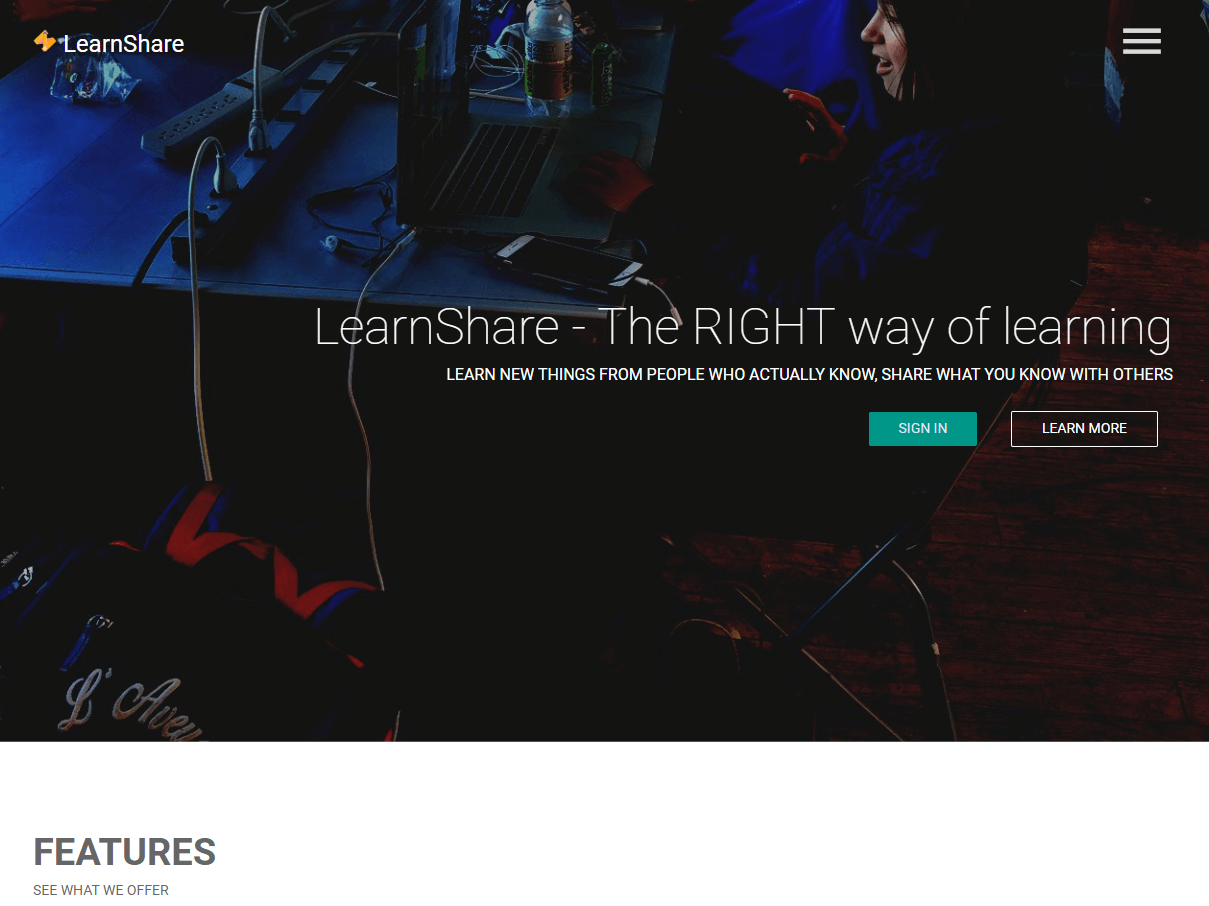 LearnShare
LearnShare - The RIGHT way of learning
LEARN NEW THINGS FROM PEOPLE WHO ACTUALLY KNOW, SHARE WHAT YOU KNOW WITH OTHERS
SIGN IN
LEARN MORE
L'Aven
FEATURES
SEE WHAT WE OFFER